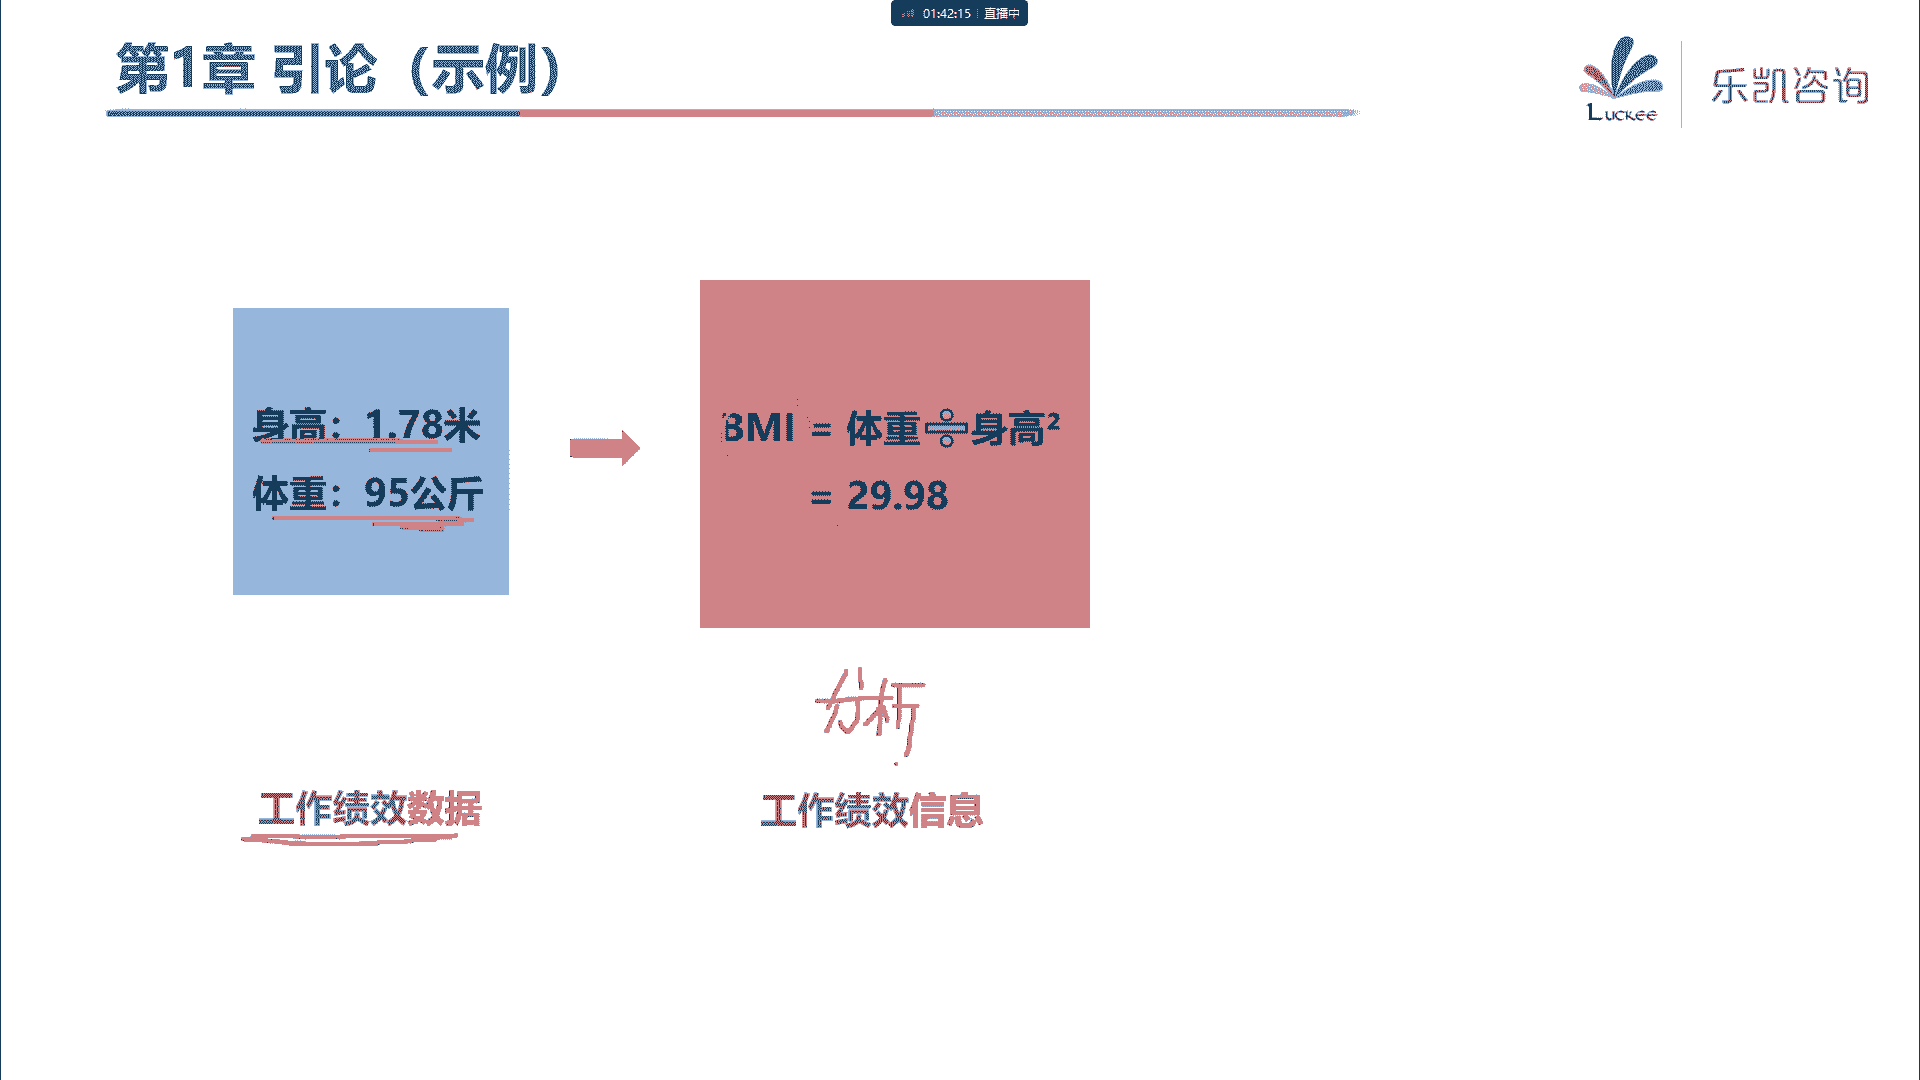 01:42:15 直播中
第1章 引论（示例）
Luckee
乐凯咨询
身高：1.78米
体重：95公斤
BMI = 体重÷身高²
= 29.98
分析
工作绩效数据
工作绩效信息